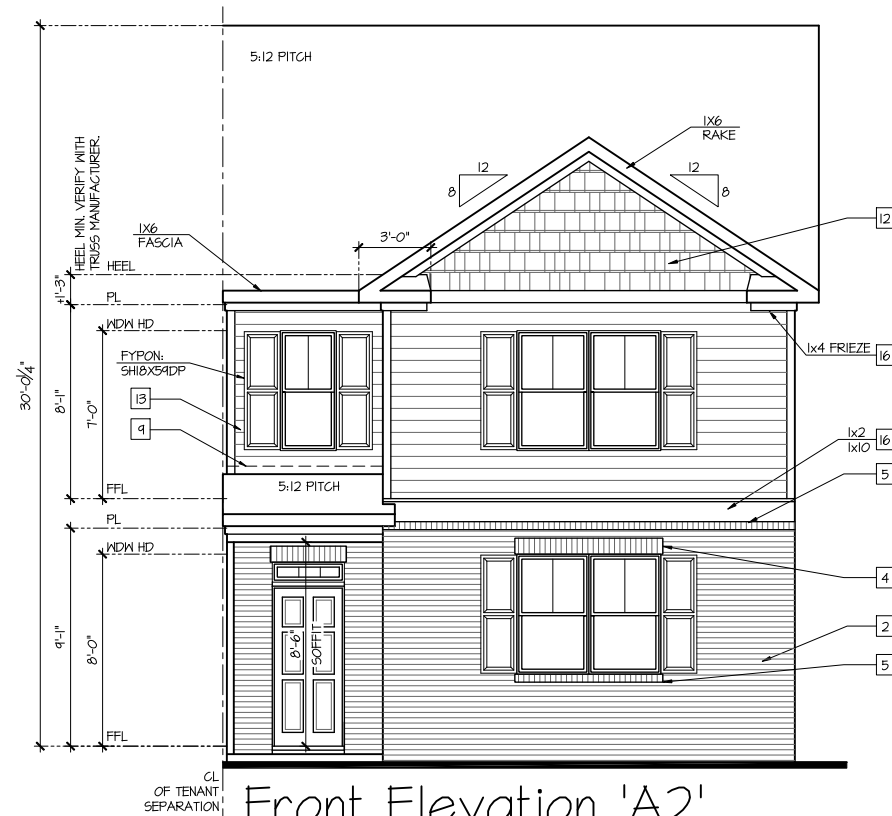 5:12 PITCH
1X6
RAKE
12
8
12
8
12
HEEL MIN. VERIFY WITH
TRUSS MANUFACTURER.
1X6
FASCIA
3'-0"
HEEL
+1'-3"
PL
WDW HD
1x4 FRIEZE
16
FYPON:
SH18X59DP
13
9
30'-0¼"
8'-1"
7'-0"
1x2
1x10
16
5
5:12 PITCH
FFL
PL
WDW HD
4
2
5
9'-1"
8'-0"
8'-6"
SOFFIT
FFL
CL
OF TENANT
SEPARATION
Front Elevation 'A2'